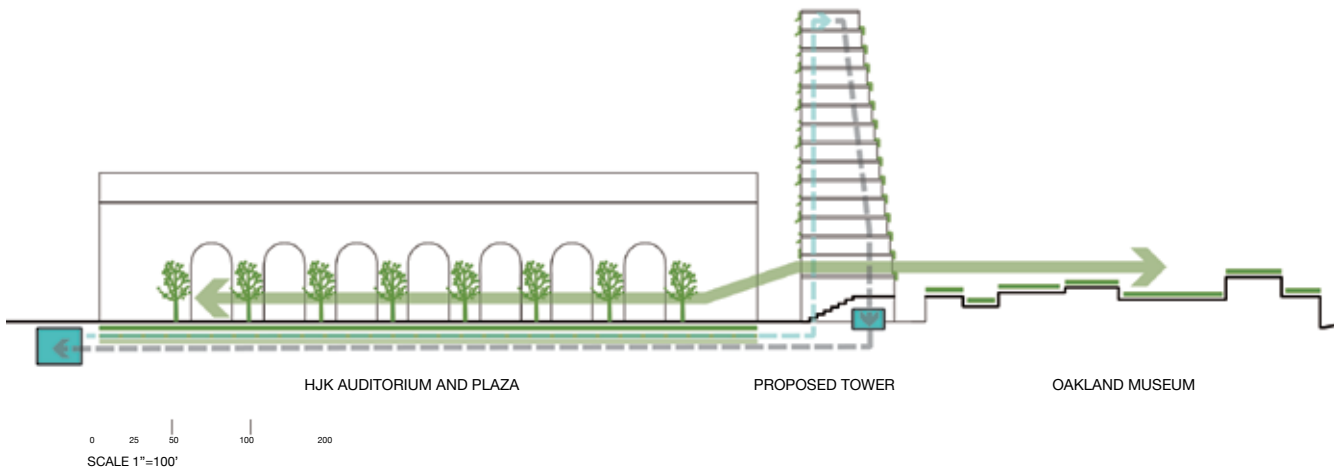 HJK AUDITORIUM AND PLAZA
PROPOSED TOWER
OAKLAND MUSEUM
0 25 50 100 200
SCALE 1"=100'